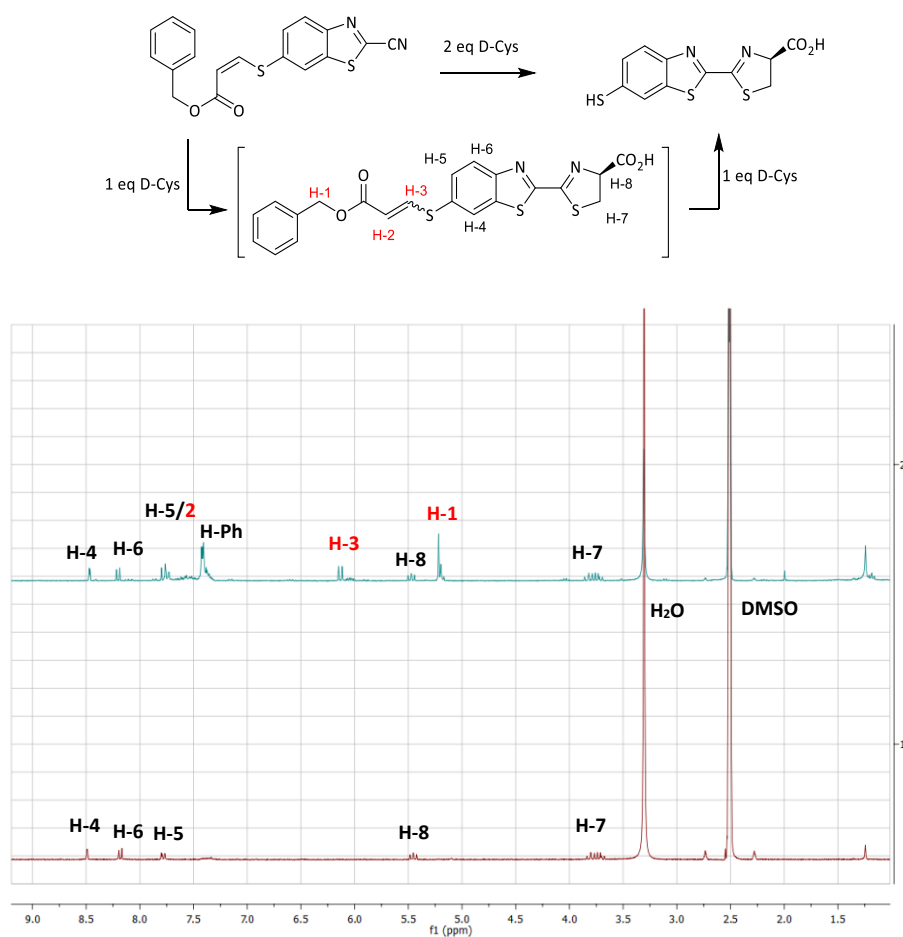 N
CN
2 eq D-Cys
N
CO₂H
S
S
N
O
O
HS
S
S
H-6
H-5
N
N
CO₂H
1 eq D-Cys
O
H-1
H-3
H-8
1 eq D-Cys
O
S
S
S
H-7
H-2
H-4
H-5/2
H-Ph
H-1
H-4
H-6
H-3
H-8
H-7
2
H₂O
DMSO
1
H-4
H-6
H-5
H-8
H-7
9.0 8.5 8.0 7.5 7.0 6.5 6.0 5.5 5.0 4.5 4.0 3.5 3.0 2.5 2.0 1.5
f1 (ppm)